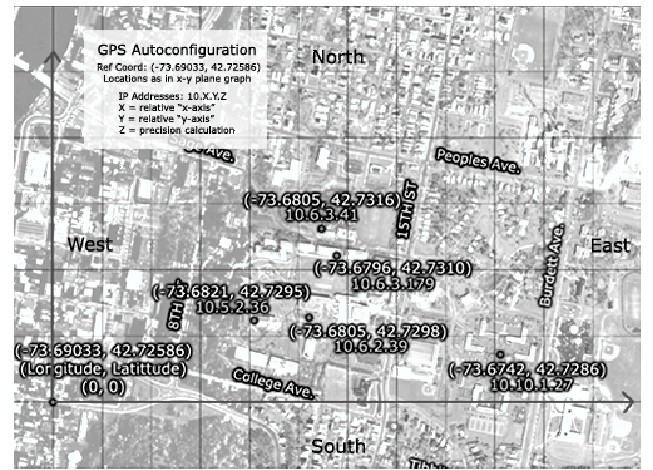 GPS Autoconfiguration
Ref Coord: (-73.69033, 42.72586)
Locations as in x-y plane graph
IP Addresses: 10.X.Y.Z
X = relative "x-axis"
Y = relative "y-axis"
Z = precision calculation
North
Ave.
Peoples Ave.
(-73.6805, 42.7316)
10.6.3.41
15TH ST
West
East
Burdett Ave.
(-73.6796, 42.7310)
10.6.3.179
(-73.6821, 42.7295)
10.5.2.36
8TH
(-73.6805, 42.7298)
10.6.2.39
(-73.69033, 42.72586)
(Longitude, Latittude)
(0, 0)
College Ave.
(-73.6742, 42.7286)
10.10.1.27
South